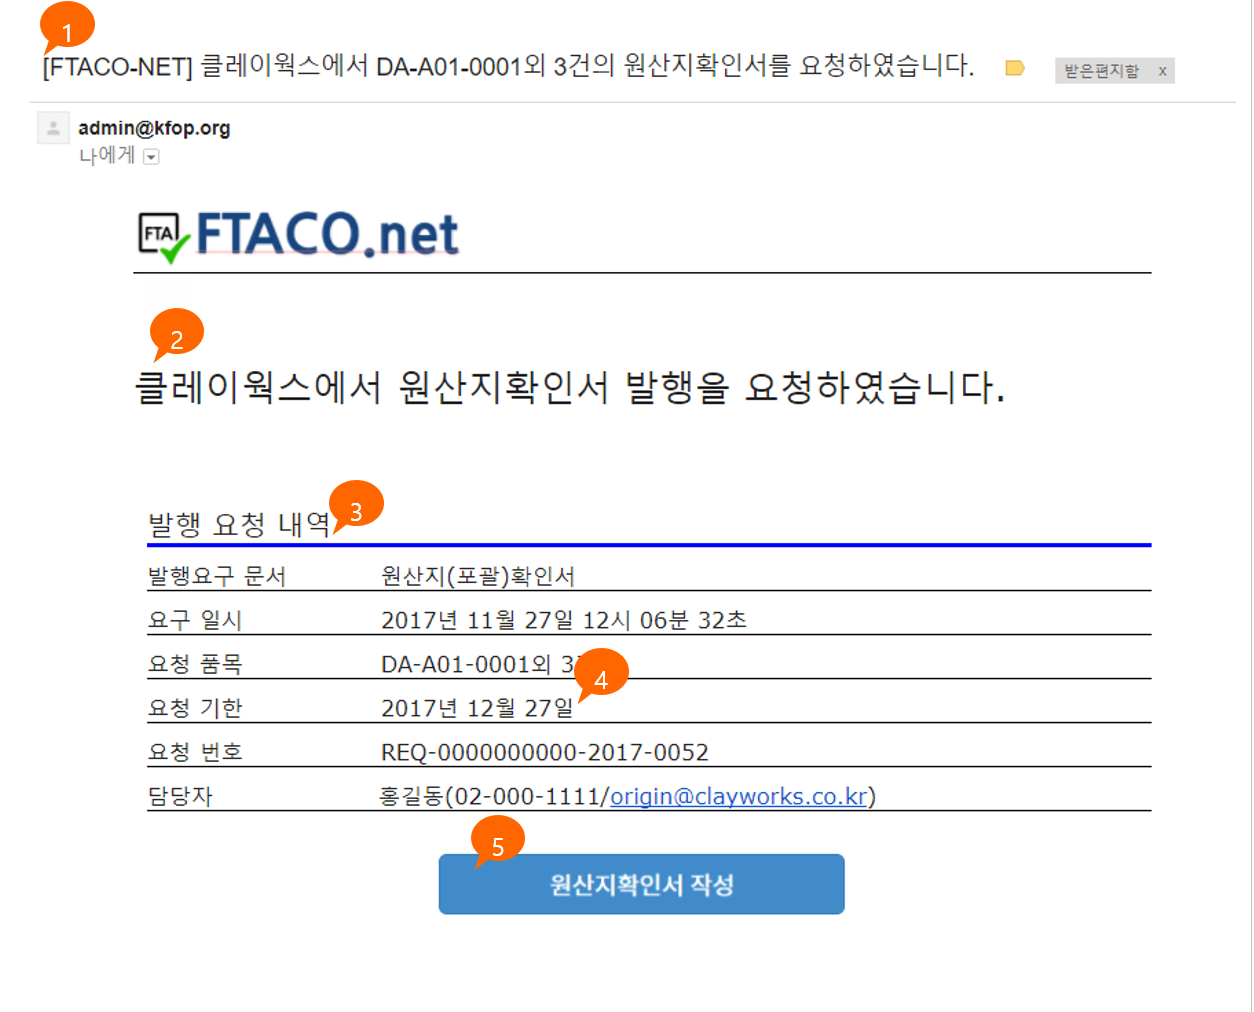 1
[FTACO-NET] 클레이웍스에서 DA-A01-0001외 3건의 원산지확인서를 요청하였습니다.
받은편지함 x
admin@kfop.org
나에게
FTA FTACO.net
2
클레이웍스에서 원산지확인서 발행을 요청하였습니다.
3
발행 요청 내역
발행요구 문서 원산지(포괄)확인서
요구 일시 2017년 11월 27일 12시 06분 32초
요청 품목 DA-A01-0001외
4
요청 기한 2017년 12월 27일
요청 번호 REQ-0000000000-2017-0052
담당자 홍길동(02-000-1111/origin@clayworks.co.kr)
5
원산지확인서 작성